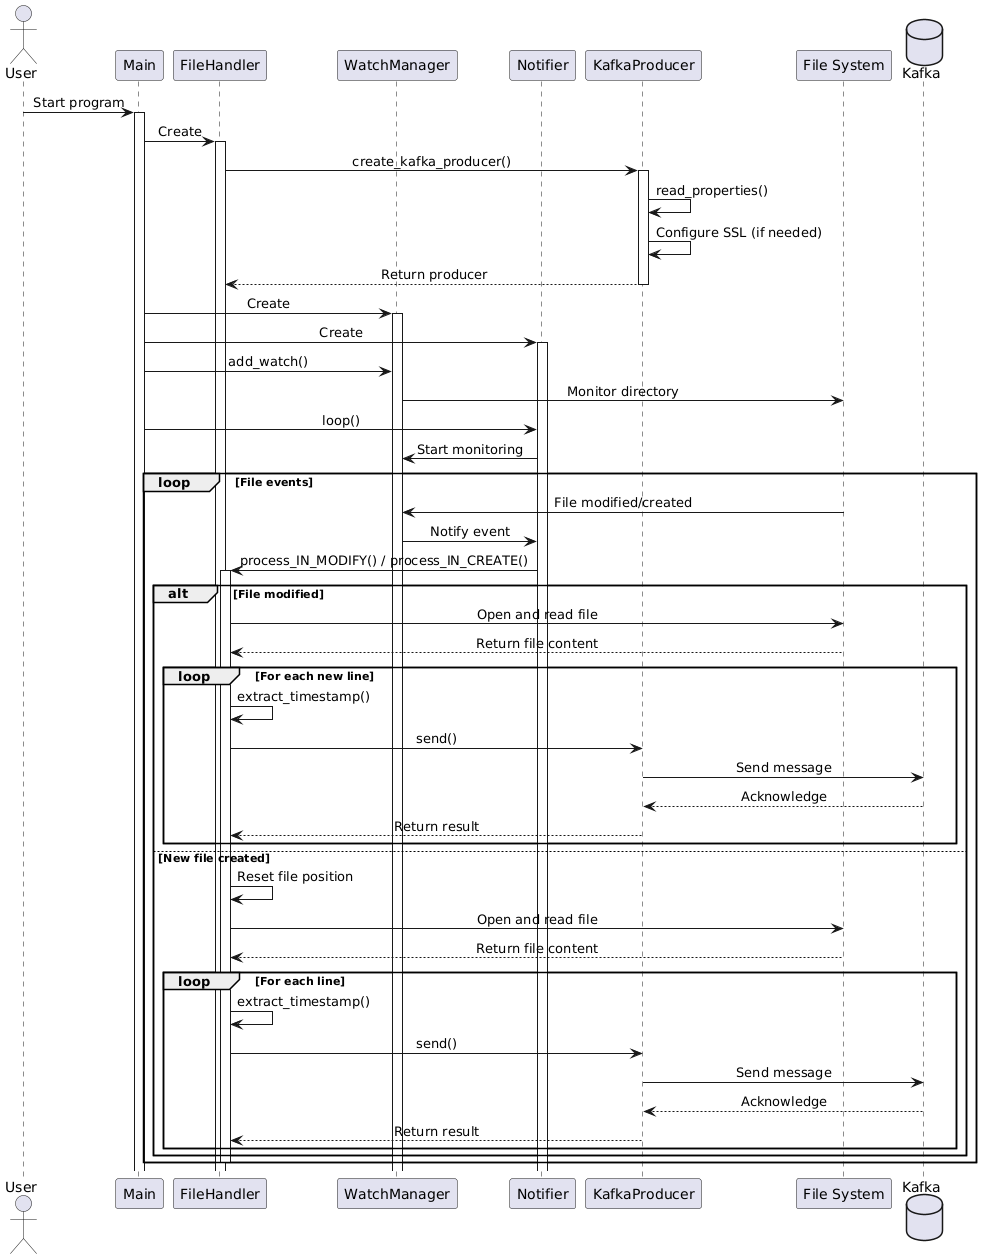 User
Main
FileHandler
WatchManager
Notifier
KafkaProducer
File System
Kafka
Start program
Create
create_kafka_producer()
read_properties()
Configure SSL (if needed)
Return producer
Create
Create
add_watch()
Monitor directory
loop()
Start monitoring
loop [File events]
File modified/created
Notify event
process_IN_MODIFY() / process_IN_CREATE()
alt [File modified]
Open and read file
Return file content
loop [For each new line]
extract_timestamp()
send()
Send message
Acknowledge
Return result
[New file created]
Reset file position
Open and read file
Return file content
loop [For each line]
extract_timestamp()
send()
Send message
Acknowledge
Return result
User
Main
FileHandler
WatchManager
Notifier
KafkaProducer
File System
Kafka